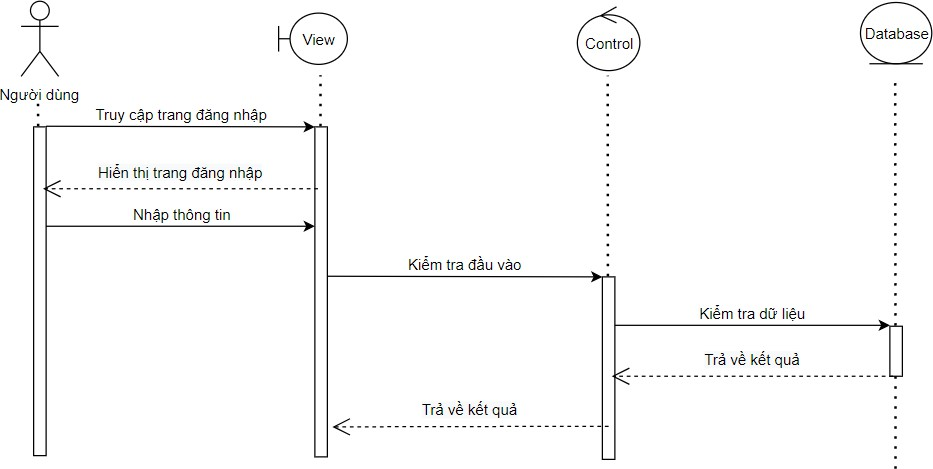 View
Control
Database
Người dùng
Truy cập trang đăng nhập
Hiển thị trang đăng nhập
Nhập thông tin
Kiểm tra đầu vào
Kiểm tra dữ liệu
Trả về kết quả
Trả về kết quả